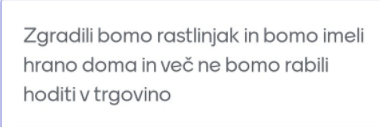 Zgradili bomo rastlinjak in bomo imeli
hrano doma in več ne bomo rabili
hoditi v trgovino